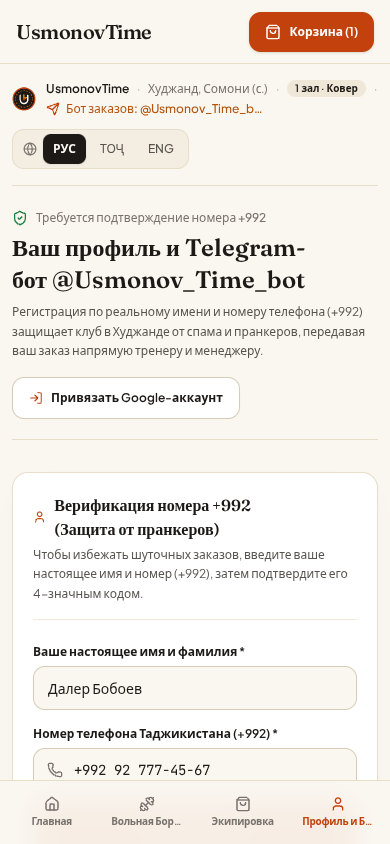 UsmonovTime
Корзина (1)
UsmonovTime · Худжанд, Сомони (с.) · 1 зал · Ковер ·
Бот заказов: @Usmonov_Time_b...
РУС ТОҶ ENG
Требуется подтверждение номера +992
Ваш профиль и Telegram-
бот @Usmonov_Time_bot
Регистрация по реальному имени и номеру телефона (+992)
защищает клуб в Худжанде от спама и пранкеров, передавая
ваш заказ напрямую тренеру и менеджеру.
Привязать Google-аккаунт
Верификация номера +992
(Защита от пранкеров)
Чтобы избежать шуточных заказов, введите ваше
настоящее имя и номер (+992), затем подтвердите его
4-значным кодом.
Ваше настоящее имя и фамилия *
Далер Бобоев
Номер телефона Таджикистана (+992) *
+992 92 777-45-67
Главная Вольная Бор... Экипировка Профиль и Б...